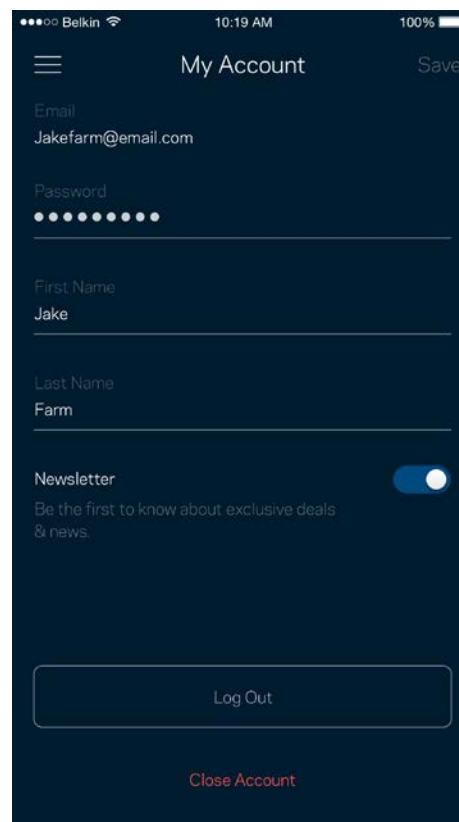 ●●●○○ Belkin 10:19 AM 100%
My Account Save
Email
Jakefarm@email.com
Password
●●●●●●●●●
First Name
Jake
Last Name
Farm
Newsletter
Be the first to know about exclusive deals
& news.
Log Out
Close Account